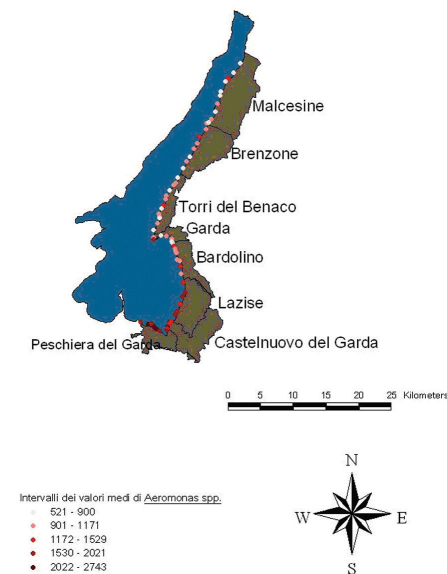 Malcesine
Brenzone
Torri del Benaco
Garda
Bardolino
Lazise
Peschiera del Garda
Castelnuovo del Garda
0 5 10 15 20 25 Kilometers
Intervalli dei valori medi di Aeromonas spp.
521 - 900
901 - 1171
1172 - 1529
1530 - 2021
2022 - 2743
N
W E
S